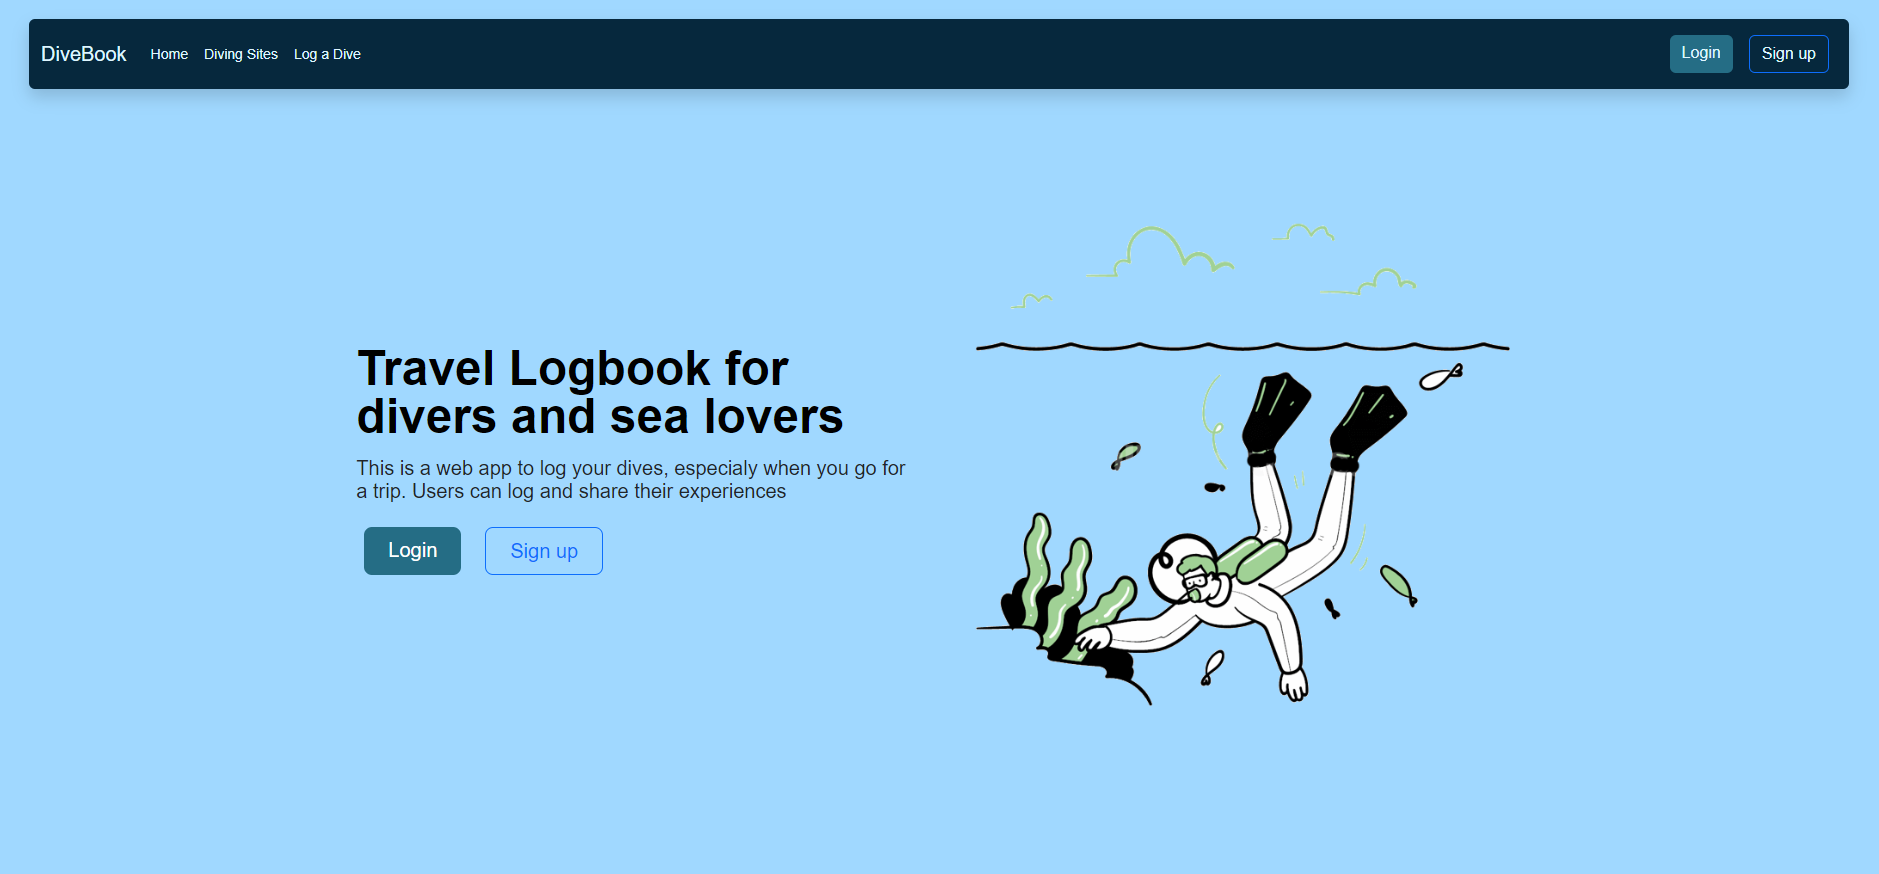 DiveBook Home Diving Sites Log a Dive Login Sign up
Travel Logbook for
divers and sea lovers
This is a web app to log your dives, especialy when you go for
a trip. Users can log and share their experiences
Login Sign up